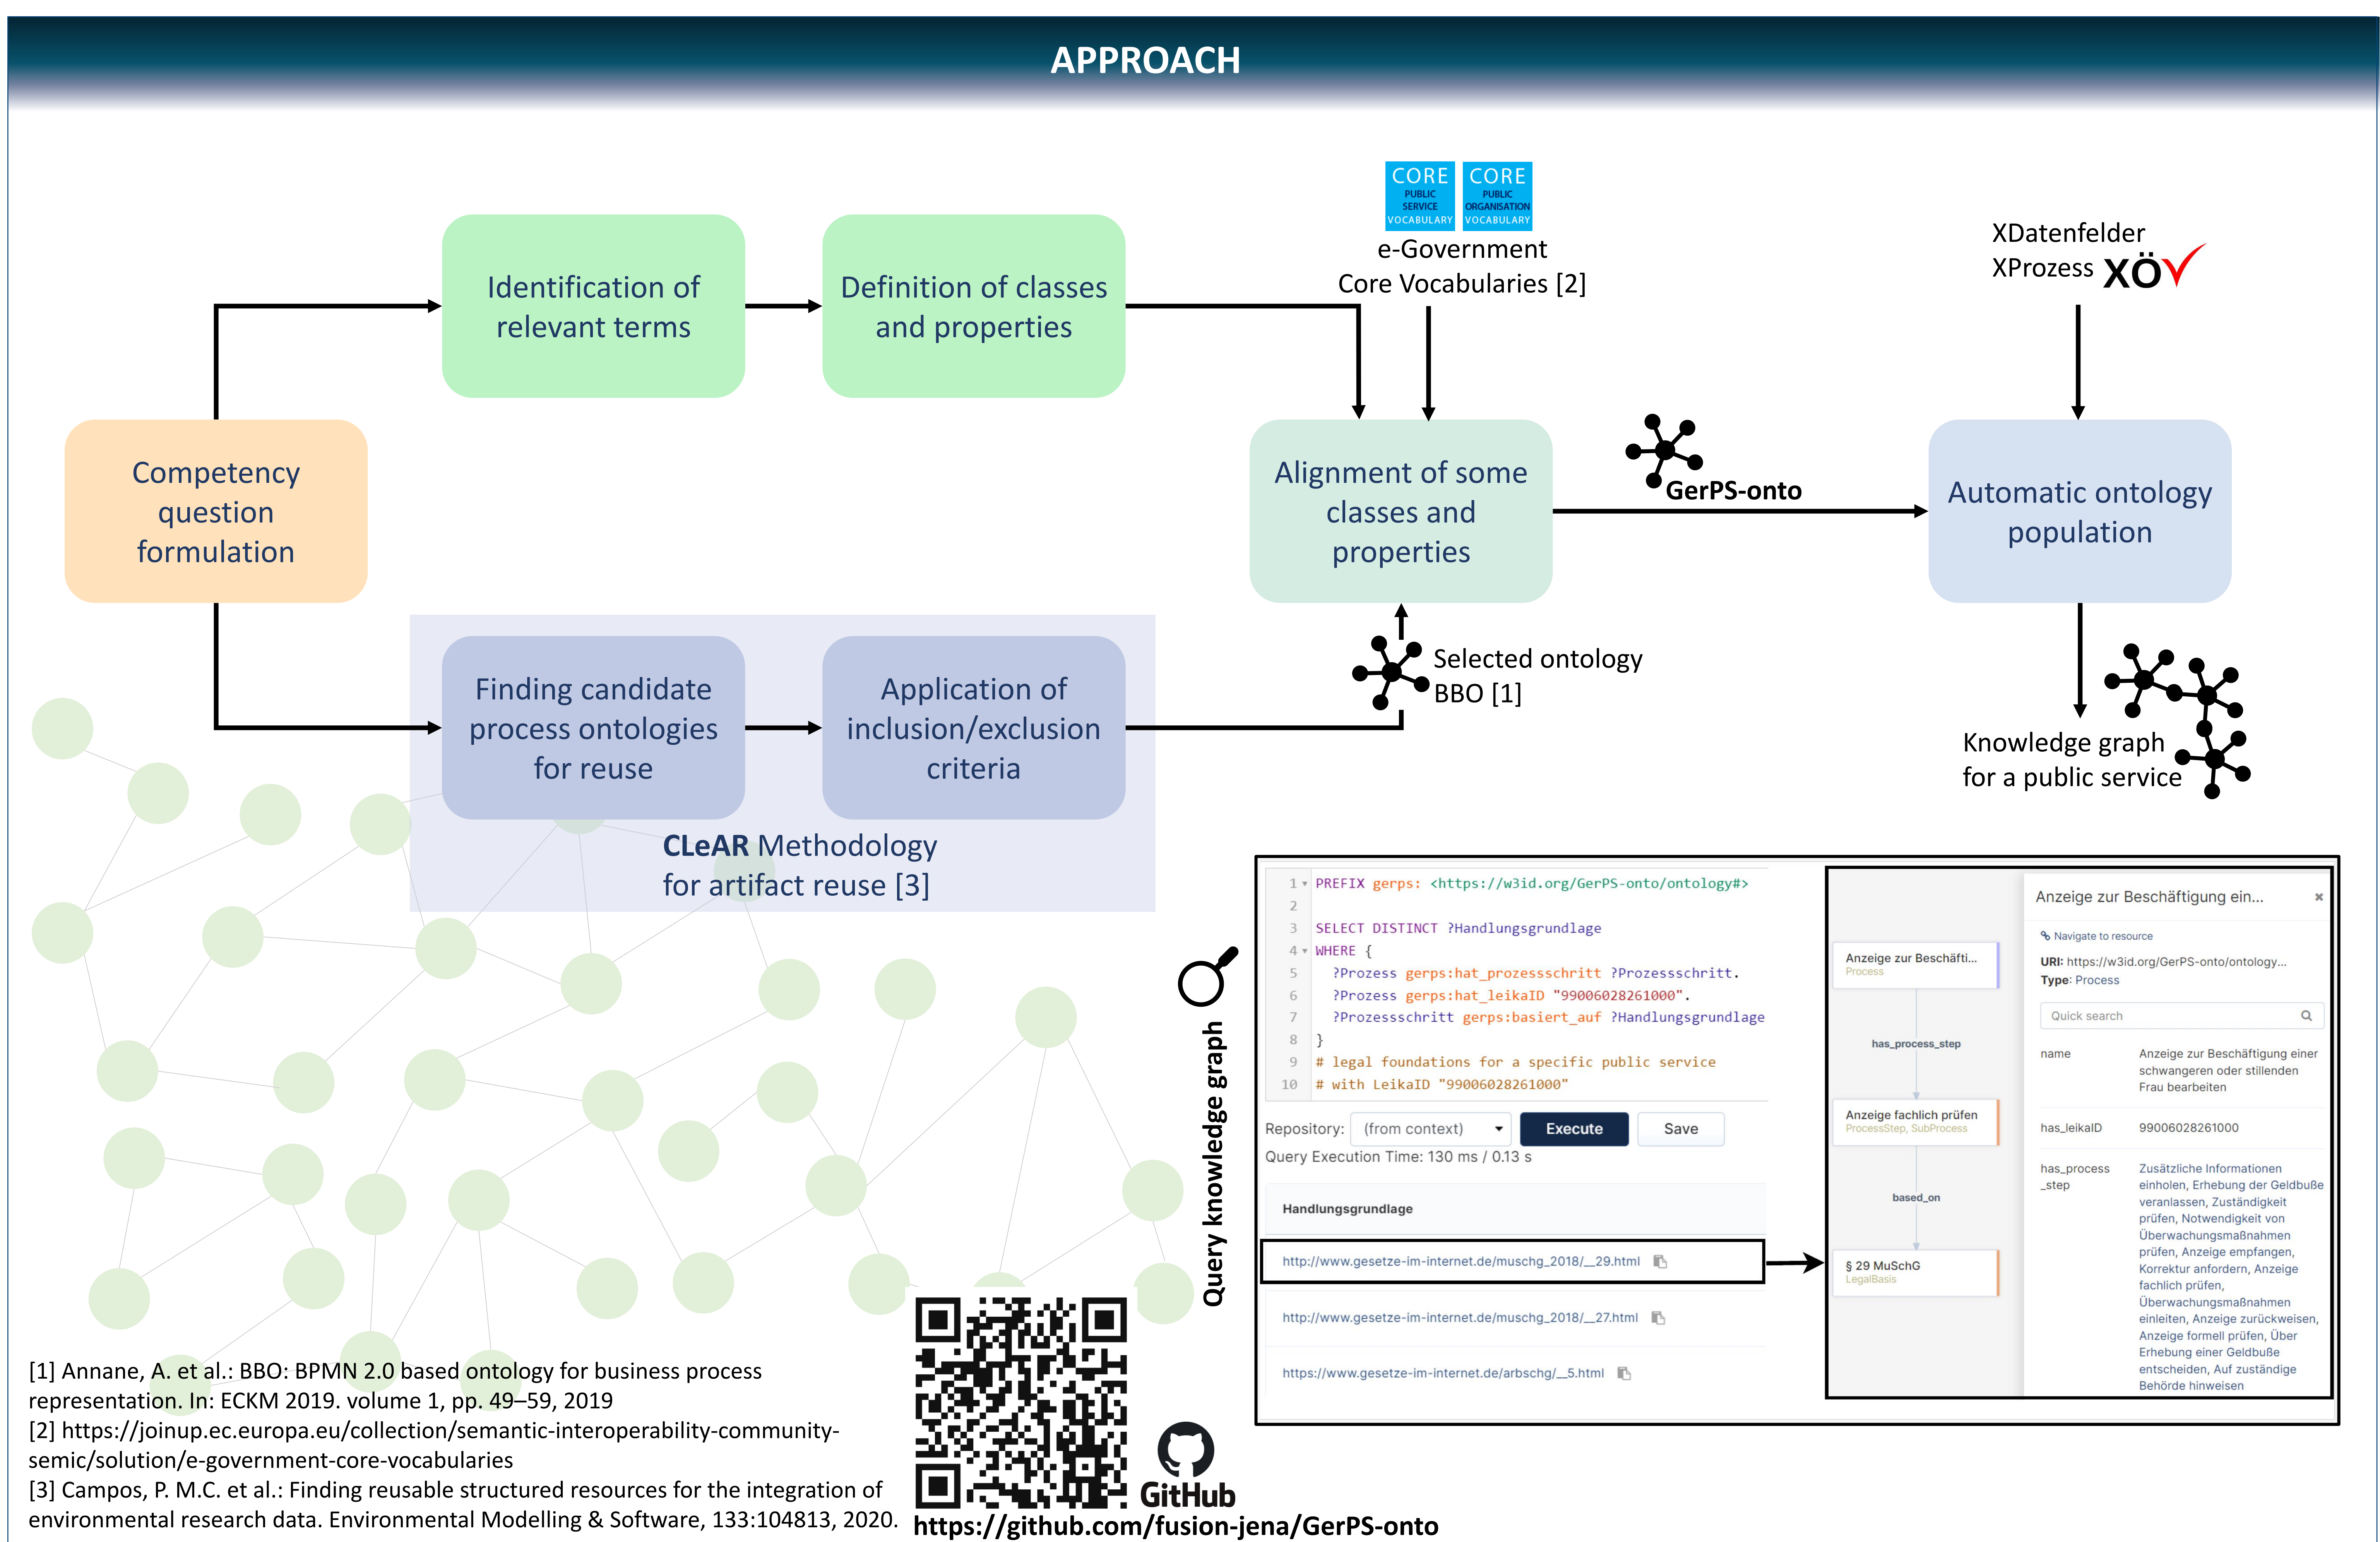 APPROACH
CORE
PUBLIC
SERVICE
VOCABULARY
CORE
PUBLIC
ORGANISATION
VOCABULARY
e-Government
Core Vocabularies [2]
XDatenfelder
XProzess XÖV
Identification of
relevant terms
Definition of classes
and properties
Competency
question
formulation
Alignment of some
classes and
properties
GerPS-onto
Automatic ontology
population
Finding candidate
process ontologies
for reuse
Application of
inclusion/exclusion
criteria
CLeAR Methodology
for artifact reuse [3]
Selected ontology
BBO [1]
Knowledge graph
for a public service
Query knowledge graph
1 PREFIX gerps: <https://w3id.org/GerPS-onto/ontology#>
2
3 SELECT DISTINCT ?Handlungsgrundlage
4 WHERE {
5 ?Prozess gerps:hat_prozessschritt ?Prozessschritt.
6 ?Prozess gerps:hat_leikaID "99006028261000".
7 ?Prozessschritt gerps:basiert_auf ?Handlungsgrundlage
8 }
9 # legal foundations for a specific public service
10 # with LeikaID "99006028261000"
Repository: (from context) Execute Save
Query Execution Time: 130 ms / 0.13 s
Handlungsgrundlage
http://www.gesetze-im-internet.de/muschg_2018/__29.html
http://www.gesetze-im-internet.de/muschg_2018/__27.html
https://www.gesetze-im-internet.de/arbschg/__5.html
Anzeige zur Beschäfti...
Process
has_process_step
Anzeige fachlich prüfen
ProcessStep, SubProcess
based_on
§ 29 MuSchG
LegalBasis
Anzeige zur Beschäftigung ein...
Navigate to resource
URI: https://w3id.org/GerPS-onto/ontology...
Type: Process
Quick search
name
Anzeige zur Beschäftigung einer
schwangeren oder stillenden
Frau bearbeiten
has_leikaID 99006028261000
has_process
_step
Zusätzliche Informationen
einholen, Erhebung der Geldbuße
veranlassen, Zuständigkeit
prüfen, Notwendigkeit von
Überwachungsmaßnahmen
prüfen, Anzeige empfangen,
Korrektur anfordern, Anzeige
fachlich prüfen,
Überwachungsmaßnahmen
einleiten, Anzeige zurückweisen,
Anzeige formell prüfen, Über
Erhebung einer Geldbuße
entscheiden, Auf zuständige
Behörde hinweisen
[1] Annane, A. et al.: BBO: BPMN 2.0 based ontology for business process
representation. In: ECKM 2019. volume 1, pp. 49–59, 2019
[2] https://joinup.ec.europa.eu/collection/semantic-interoperability-community-
semic/solution/e-government-core-vocabularies
[3] Campos, P. M.C. et al.: Finding reusable structured resources for the integration of
environmental research data. Environmental Modelling & Software, 133:104813, 2020.
GitHub
https://github.com/fusion-jena/GerPS-onto